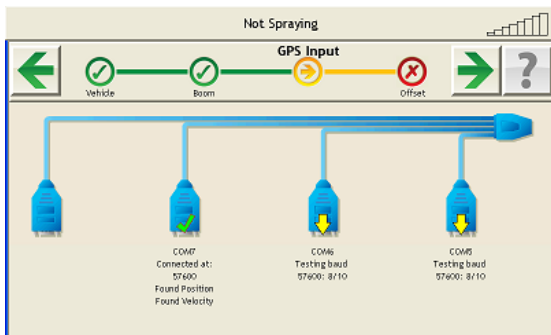 Not Spraying
GPS Input
Vehicle
Boom
Offset
?
COM7
Connected at:
57600
Found Position
Found Velocity
COM6
Testing baud
57600: 8/10
COM5
Testing baud
57600: 8/10